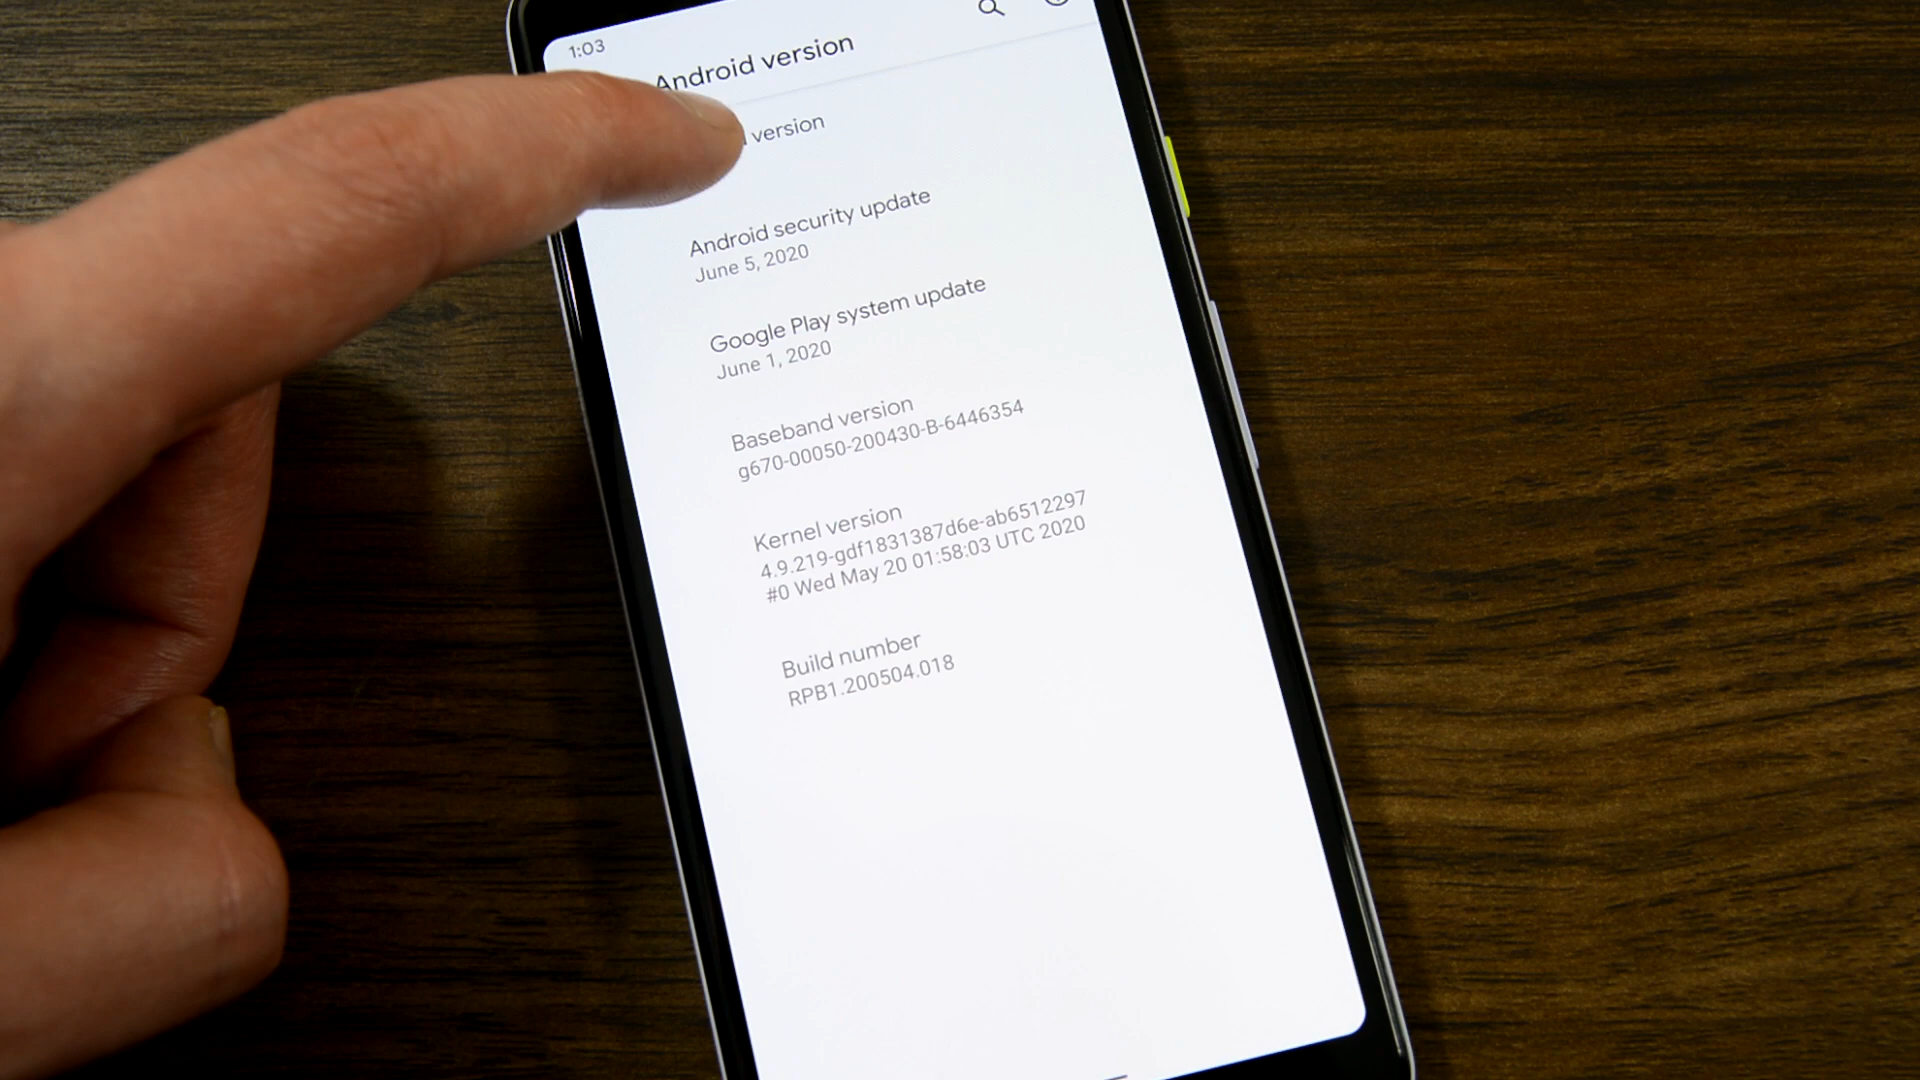 1:03
Android version
version
Android security update
June 5, 2020
Google Play system update
June 1, 2020
Baseband version
g670-00050-200430-B-6446354
Kernel version
4.9.219-gdf1831387d6e-ab6512297
#0 Wed May 20 01:58:03 UTC 2020
Build number
RPB1.200504.018